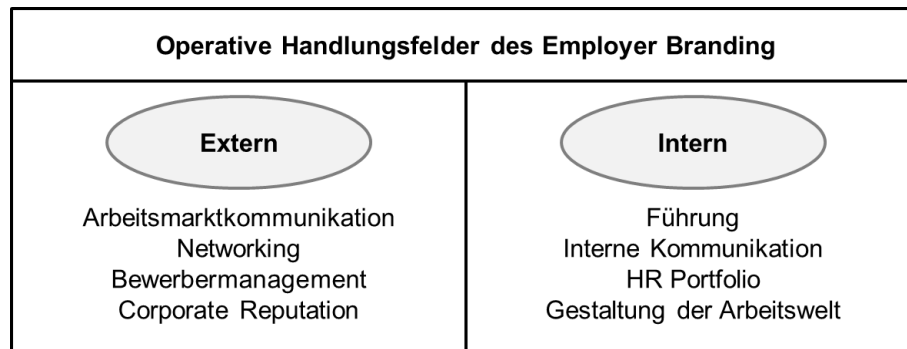 Operative Handlungsfelder des Employer Branding
Extern
Arbeitsmarktkommunikation
Networking
Bewerbermanagement
Corporate Reputation
Intern
Führung
Interne Kommunikation
HR Portfolio
Gestaltung der Arbeitswelt